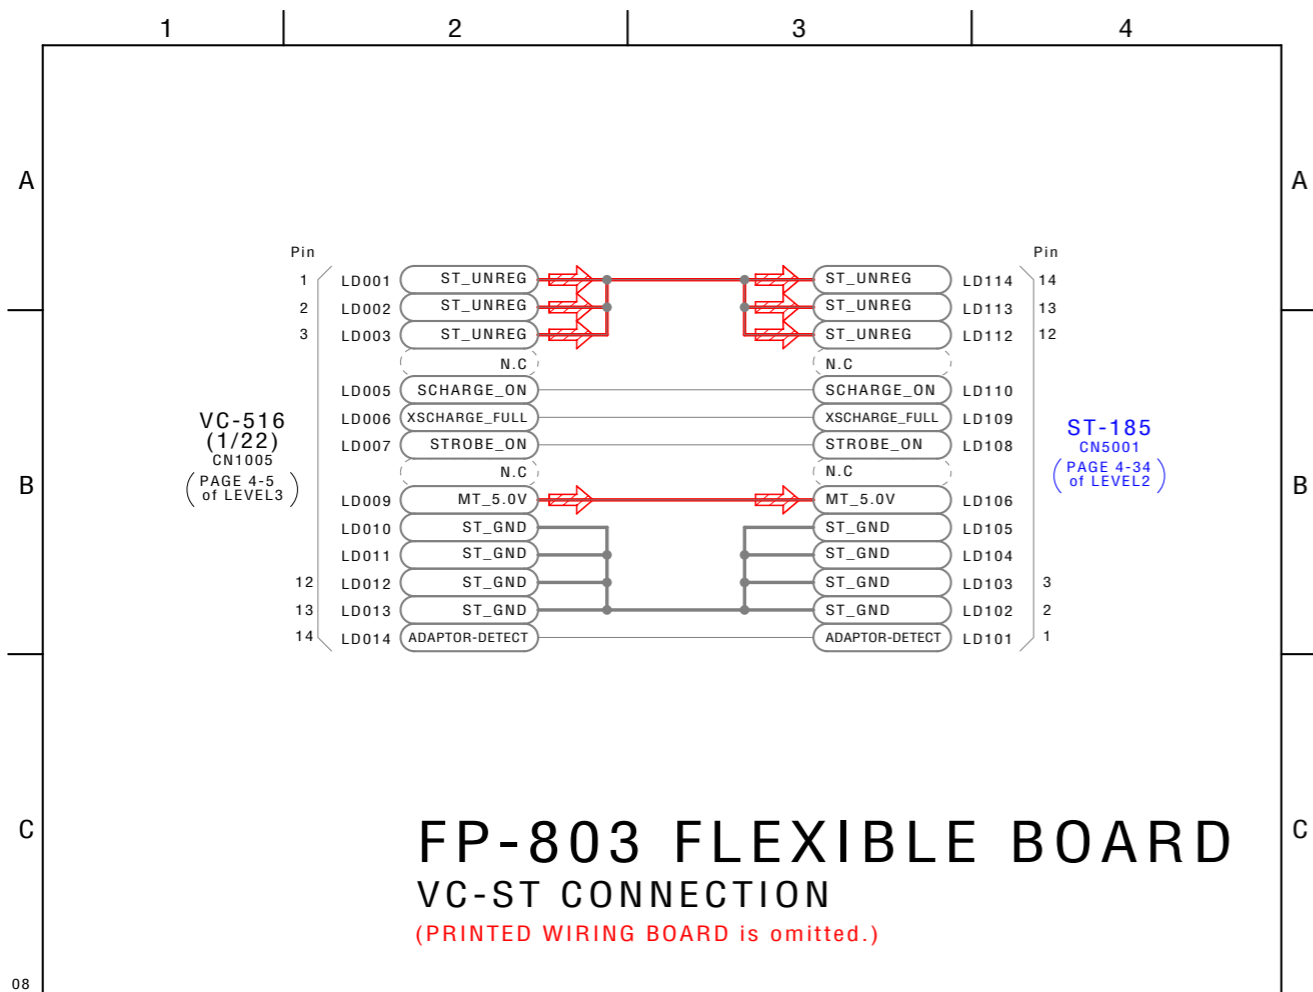 1 2 3 4
A A
Pin Pin
1 LD001 ST_UNREG ST_UNREG LD114 14
2 LD002 ST_UNREG ST_UNREG LD113 13
3 LD003 ST_UNREG ST_UNREG LD112 12
N.C N.C
LD005 SCHARGE_ON SCHARGE_ON LD110
LD006 XSCHARGE_FULL XSCHARGE_FULL LD109
LD007 STROBE_ON STROBE_ON LD108
N.C N.C
LD009 MT_5.0V MT_5.0V LD106
LD010 ST_GND ST_GND LD105
LD011 ST_GND ST_GND LD104
12 LD012 ST_GND ST_GND LD103 3
13 LD013 ST_GND ST_GND LD102 2
14 LD014 ADAPTOR-DETECT ADAPTOR-DETECT LD101 1
VC-516
(1/22)
CN1005
(PAGE 4-5
of LEVEL3)
ST-185
CN5001
(PAGE 4-34
of LEVEL2)
B B
C C
FP-803 FLEXIBLE BOARD
VC-ST CONNECTION
(PRINTED WIRING BOARD is omitted.)
08